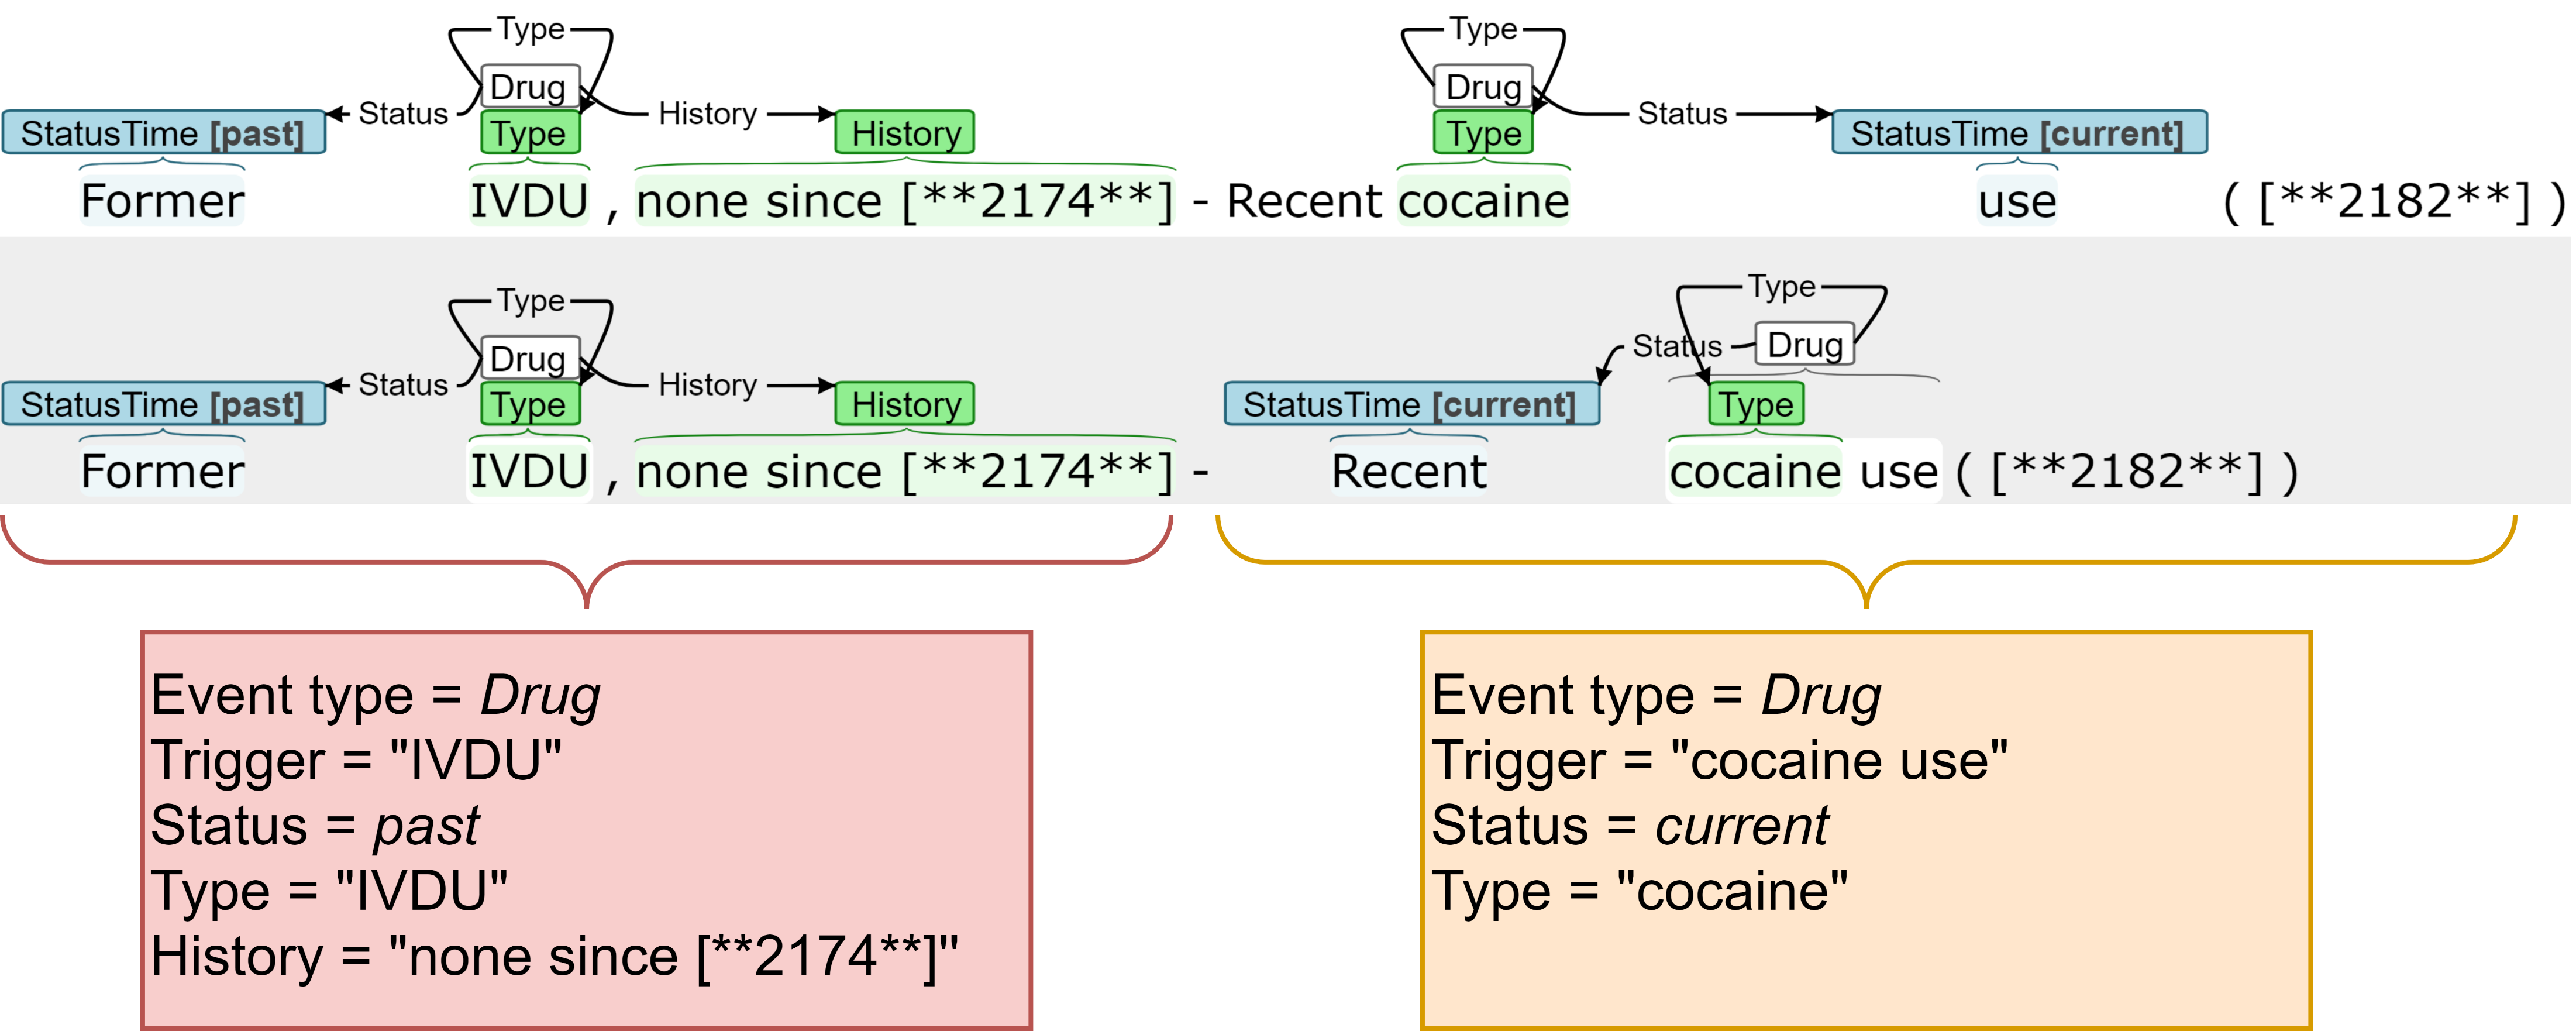 Type Type
Drug Drug
StatusTime [past] Status Type History History Type Status StatusTime [current]
Former IVDU , none since [**2174**] - Recent cocaine use ( [**2182**] )
Type Type
Drug Status Drug
StatusTime [past] Status Type History History StatusTime [current] Type
Former IVDU , none since [**2174**] - Recent cocaine use ( [**2182**] )
Event type = Drug
Trigger = "IVDU"
Status = past
Type = "IVDU"
History = "none since [**2174**]"
Event type = Drug
Trigger = "cocaine use"
Status = current
Type = "cocaine"